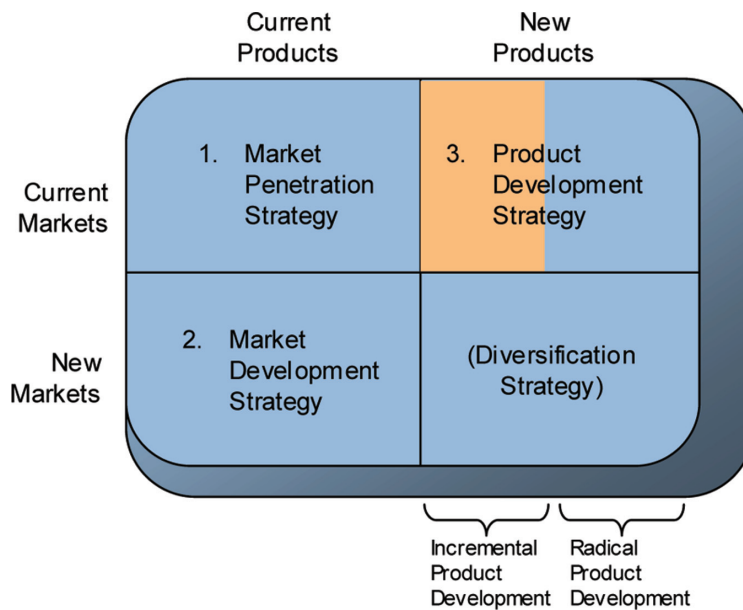 Current
Products
New
Products
Current
Markets
1. Market
Penetration
Strategy
3. Product
Development
Strategy
New
Markets
2. Market
Development
Strategy
(Diversification
Strategy)
Incremental
Product
Development
Radical
Product
Development